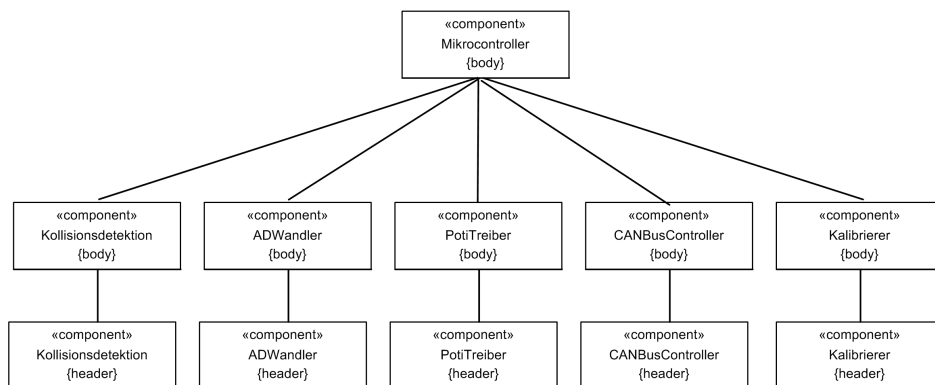 «component»
Mikrocontroller
{body}
«component»
Kollisionsdetektion
{body}
«component»
ADWandler
{body}
«component»
PotiTreiber
{body}
«component»
CANBusController
{body}
«component»
Kalibrierer
{body}
«component»
Kollisionsdetektion
{header}
«component»
ADWandler
{header}
«component»
PotiTreiber
{header}
«component»
CANBusController
{header}
«component»
Kalibrierer
{header}